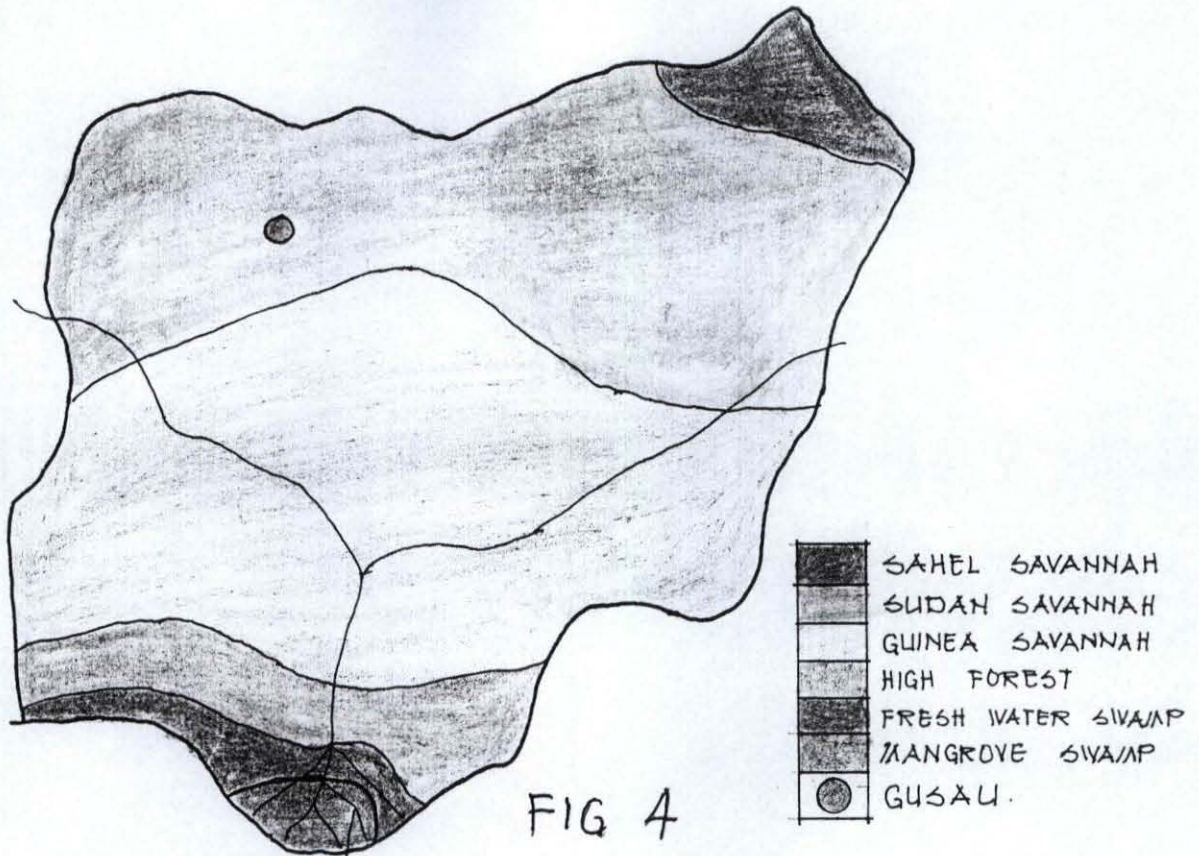 SAHEL SAVANNAH
SUDAN SAVANNAH
GUINEA SAVANNAH
HIGH FOREST
FRESH WATER SWAMP
MANGROVE SWAMP
GUSAU.
FIG 4